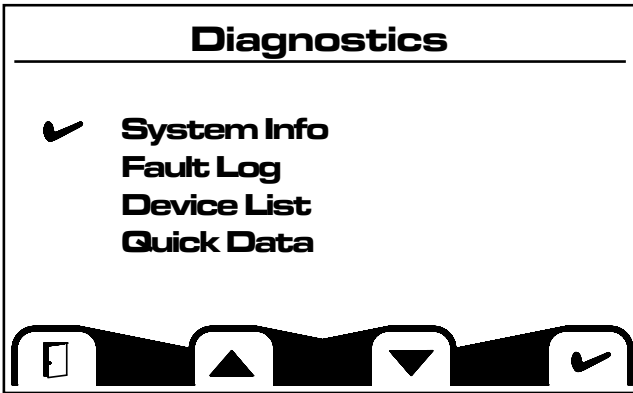 Diagnostics
System Info
Fault Log
Device List
Quick Data